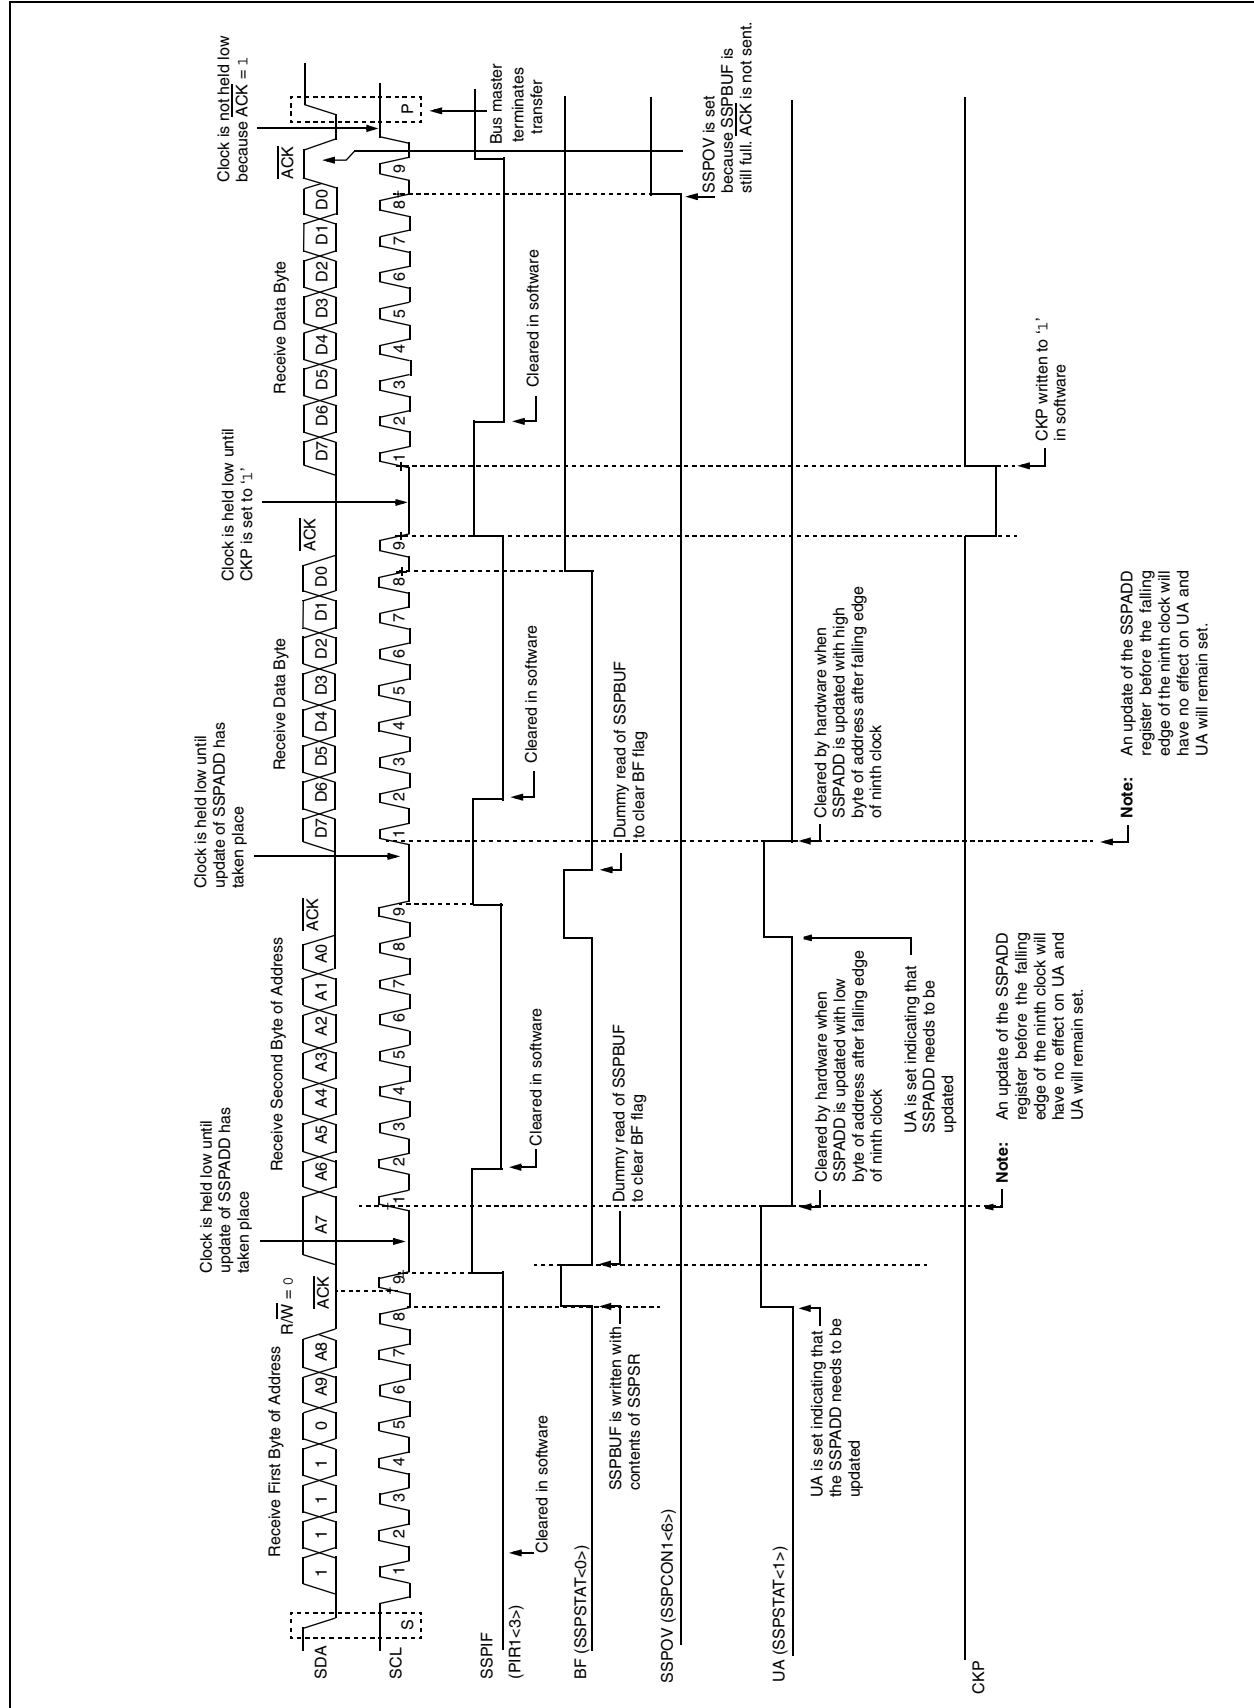 Receive First Byte of Address
R/W = 0
ACK
Clock is held low until
update of SSPADD has
taken place
Receive Second Byte of Address
ACK
Clock is held low until
update of SSPADD has
taken place
Receive Data Byte
ACK
Clock is held low until
CKP is set to ‘1’
Receive Data Byte
ACK
Clock is not held low
because ACK = 1
SDA
1 1 1 1 0 A9 A8 A7 A6 A5 A4 A3 A2 A1 A0 D7 D6 D5 D4 D3 D2 D1 D0 D7 D6 D5 D4 D3 D2 D1 D0
SCL
S 1 2 3 4 5 6 7 8 9 1 2 3 4 5 6 7 8 9 1 2 3 4 5 6 7 8 9 1 2 3 4 5 6 7 8 9 P
Bus master
terminates
transfer
SSPIF
(PIR1<3>)
Cleared in software
Cleared in software
Cleared in software
Cleared in software
BF (SSPSTAT<0>)
SSPBUF is written with
contents of SSPSR
Dummy read of SSPBUF
to clear BF flag
Dummy read of SSPBUF
to clear BF flag
SSPOV (SSPCON1<6>)
SSPOV is set
because SSPBUF is
still full. ACK is not sent.
UA (SSPSTAT<1>)
UA is set indicating that
the SSPADD needs to be
updated
Cleared by hardware when
SSPADD is updated with low
byte of address after falling edge
of ninth clock
UA is set indicating that
SSPADD needs to be
updated
Cleared by hardware when
SSPADD is updated with high
byte of address after falling edge
of ninth clock
CKP
CKP written to ‘1’
in software
Note: An update of the SSPADD
register before the falling
edge of the ninth clock will
have no effect on UA and
UA will remain set.
Note: An update of the SSPADD
register before the falling
edge of the ninth clock will
have no effect on UA and
UA will remain set.